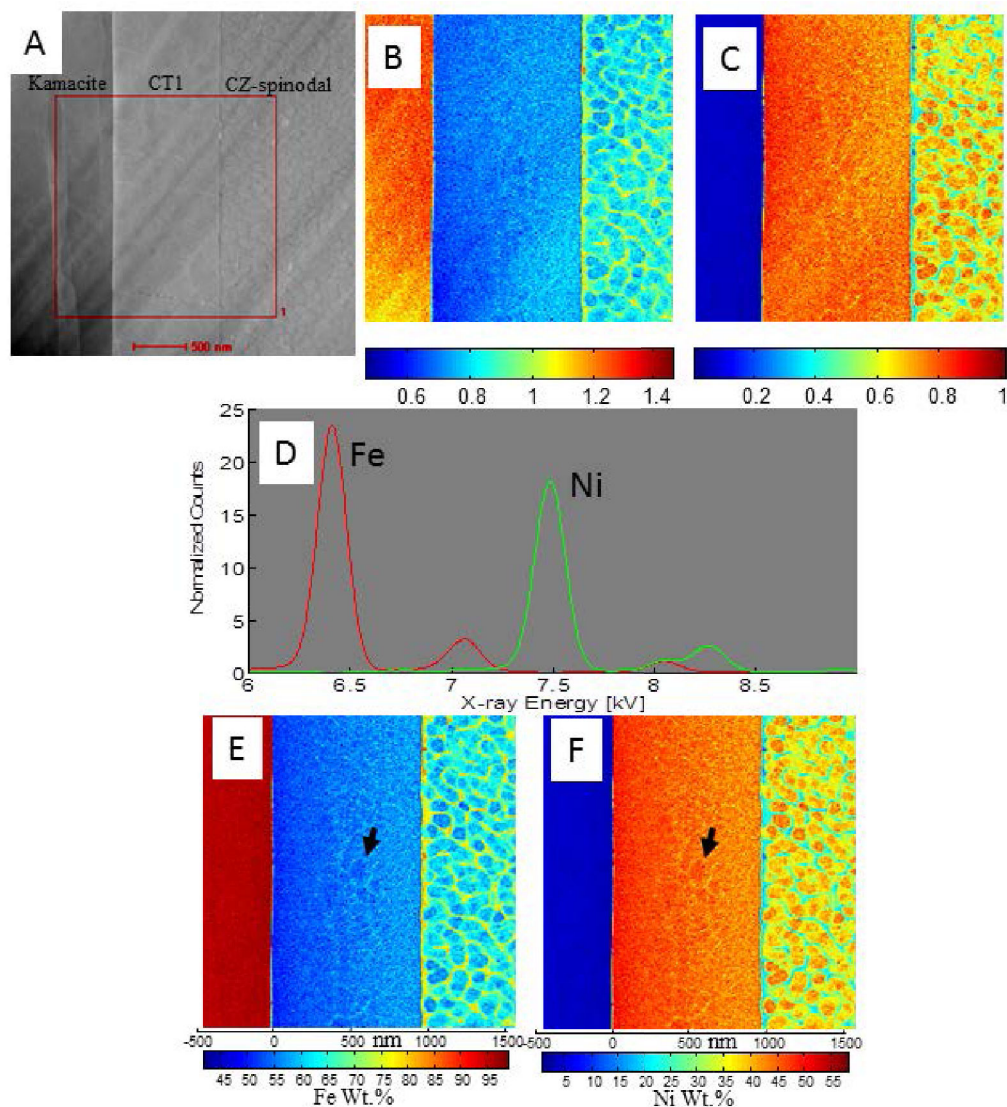 A
B
C
Kamacite CT1 CZ-spinodal
1
500 nm
0.6 0.8 1 1.2 1.4
0.2 0.4 0.6 0.8 1
D
Fe
Ni
Normalized Counts
25
20
15
10
5
0
6 6.5 7 7.5 8 8.5
X-ray Energy [kV]
E
F
-500 0 500 nm 1000 1500
-500 0 500 nm 1000 1500
45 50 55 60 65 70 75 80 85 90 95
Fe Wt.%
5 10 15 20 25 30 35 40 45 50 55
Ni Wt.%